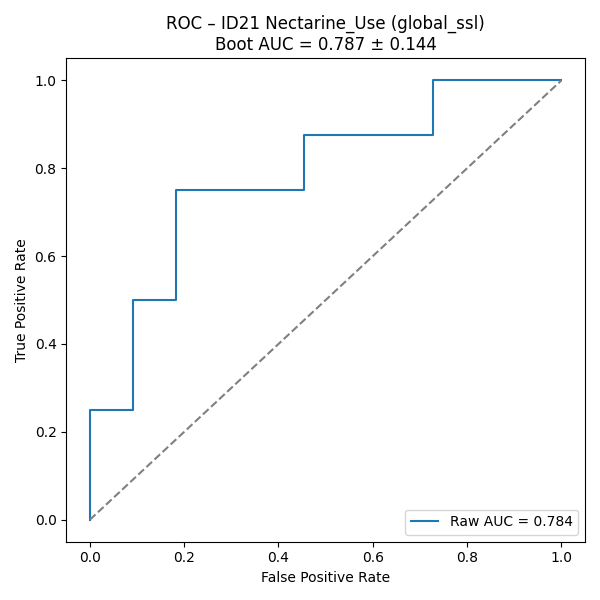 ROC – ID21 Nectarine_Use (global_ssl)
Boot AUC = 0.787 ± 0.144
True Positive Rate
1.0
0.8
0.6
0.4
0.2
0.0
Raw AUC = 0.784
0.0 0.2 0.4 0.6 0.8 1.0
False Positive Rate